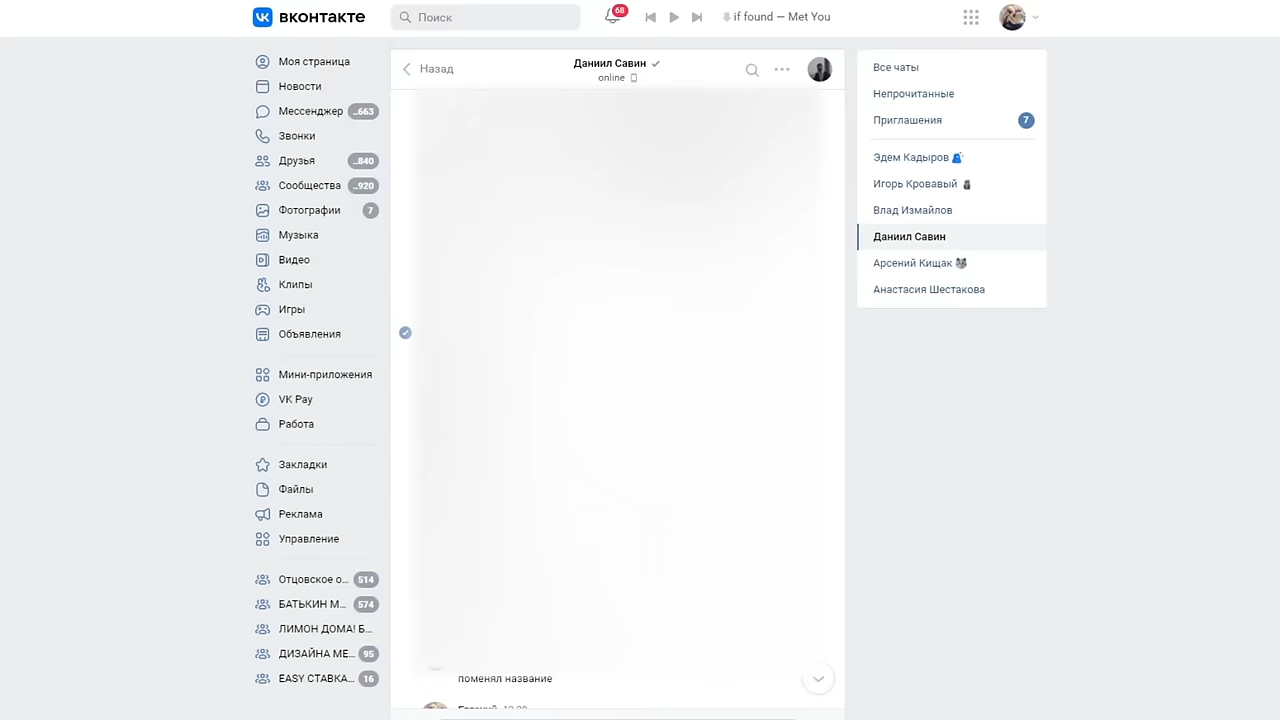 вконтакте
Поиск
68
if found — Met You
Моя страница
Новости
Мессенджер ..663
Звонки
Друзья ..840
Сообщества ..920
Фотографии 7
Музыка
Видео
Клипы
Игры
Объявления
Мини-приложения
VK Pay
Работа
Закладки
Файлы
Реклама
Управление
Отцовское о... 514
БАТЬКИН М... 574
ЛИМОН ДОМА! Б...
ДИЗАЙНА МЕ... 95
EASY СТАВКА... 16
Назад
Даниил Савин
online
поменял название
Все чаты
Непрочитанные
Приглашения 7
Эдем Кадыров
Игорь Кровавый
Влад Измайлов
Даниил Савин
Арсений Кищак
Анастасия Шестакова